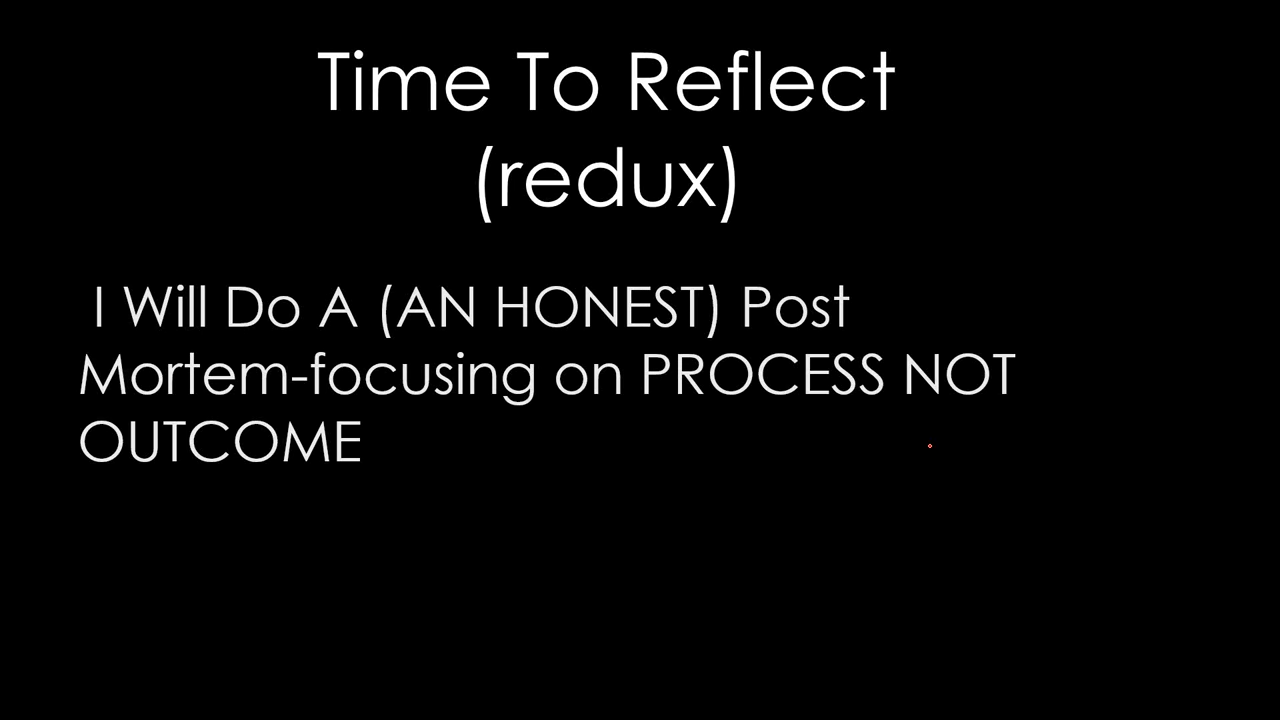 Time To Reflect
(redux)
I Will Do A (AN HONEST) Post
Mortem-focusing on PROCESS NOT
OUTCOME